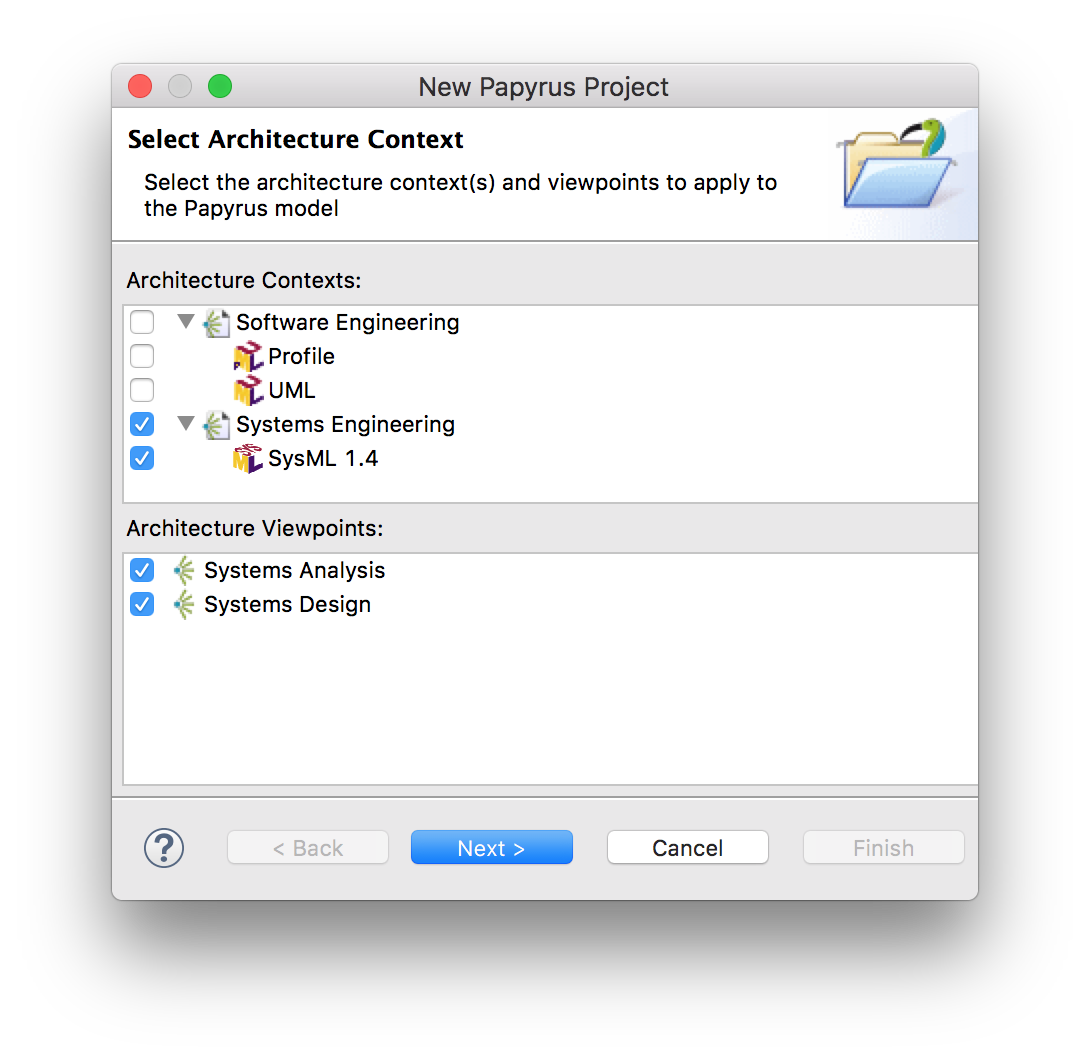 New Papyrus Project
Select Architecture Context
Select the architecture context(s) and viewpoints to apply to
the Papyrus model
Architecture Contexts:
Software Engineering
Profile
UML
Systems Engineering
SysML 1.4
Architecture Viewpoints:
Systems Analysis
Systems Design
? < Back Next > Cancel Finish